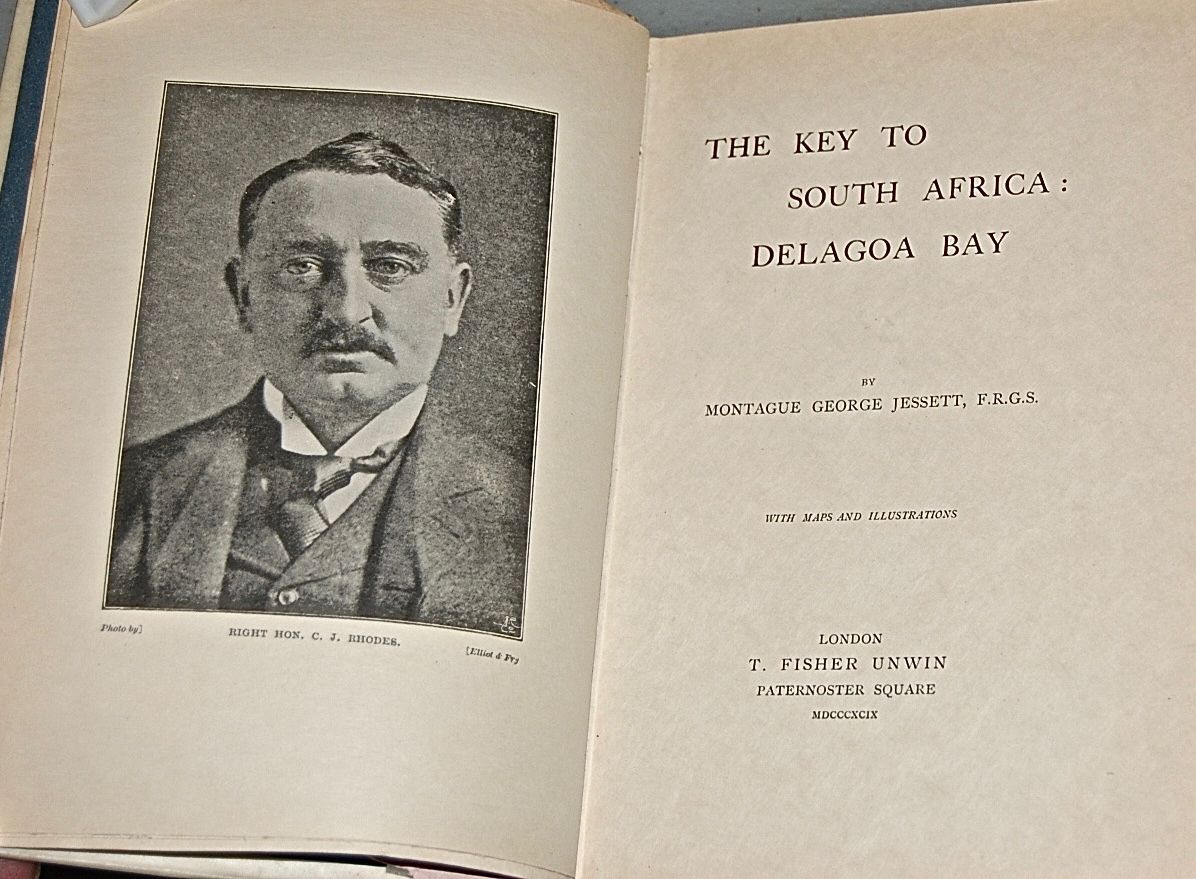 Photo by]
RIGHT HON. C. J. RHODES.
[Elliot & Fry
THE KEY TO
SOUTH AFRICA:
DELAGOA BAY
BY
MONTAGUE GEORGE JESSETT, F.R.G.S.
WITH MAPS AND ILLUSTRATIONS
LONDON
T. FISHER UNWIN
PATERNOSTER SQUARE
MDCCCXCIX